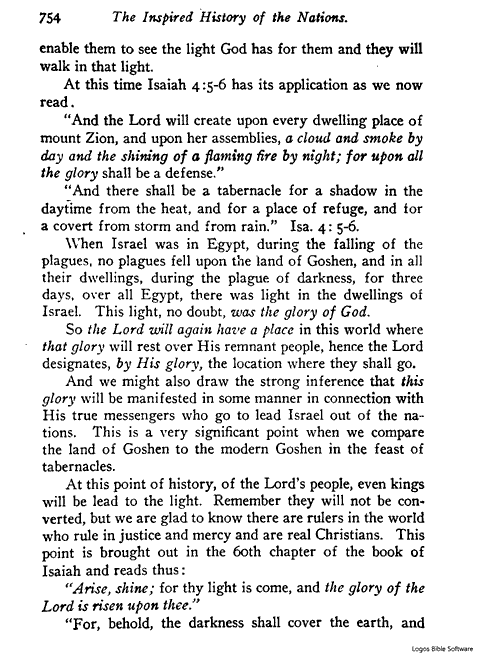 754 The Inspired History of the Nations.
enable them to see the light God has for them and they will
walk in that light.
At this time Isaiah 4:5-6 has its application as we now
read.
"And the Lord will create upon every dwelling place of
mount Zion, and upon her assemblies, a cloud and smoke by
day and the shining of a flaming fire by night; for upon all
the glory shall be a defense."
"And there shall be a tabernacle for a shadow in the
daytime from the heat, and for a place of refuge, and for
a covert from storm and from rain." Isa. 4: 5-6.
When Israel was in Egypt, during the falling of the
plagues, no plagues fell upon the land of Goshen, and in all
their dwellings, during the plague of darkness, for three
days, over all Egypt, there was light in the dwellings of
Israel. This light, no doubt, was the glory of God.
So the Lord will again have a place in this world where
that glory will rest over His remnant people, hence the Lord
designates, by His glory, the location where they shall go.
And we might also draw the strong inference that this
glory will be manifested in some manner in connection with
His true messengers who go to lead Israel out of the na-
tions. This is a very significant point when we compare
the land of Goshen to the modern Goshen in the feast of
tabernacles.
At this point of history, of the Lord's people, even kings
will be lead to the light. Remember they will not be con-
verted, but we are glad to know there are rulers in the world
who rule in justice and mercy and are real Christians. This
point is brought out in the 60th chapter of the book of
Isaiah and reads thus:
"Arise, shine; for thy light is come, and the glory of the
Lord is risen upon thee."
"For, behold, the darkness shall cover the earth, and
Logos Bible Software